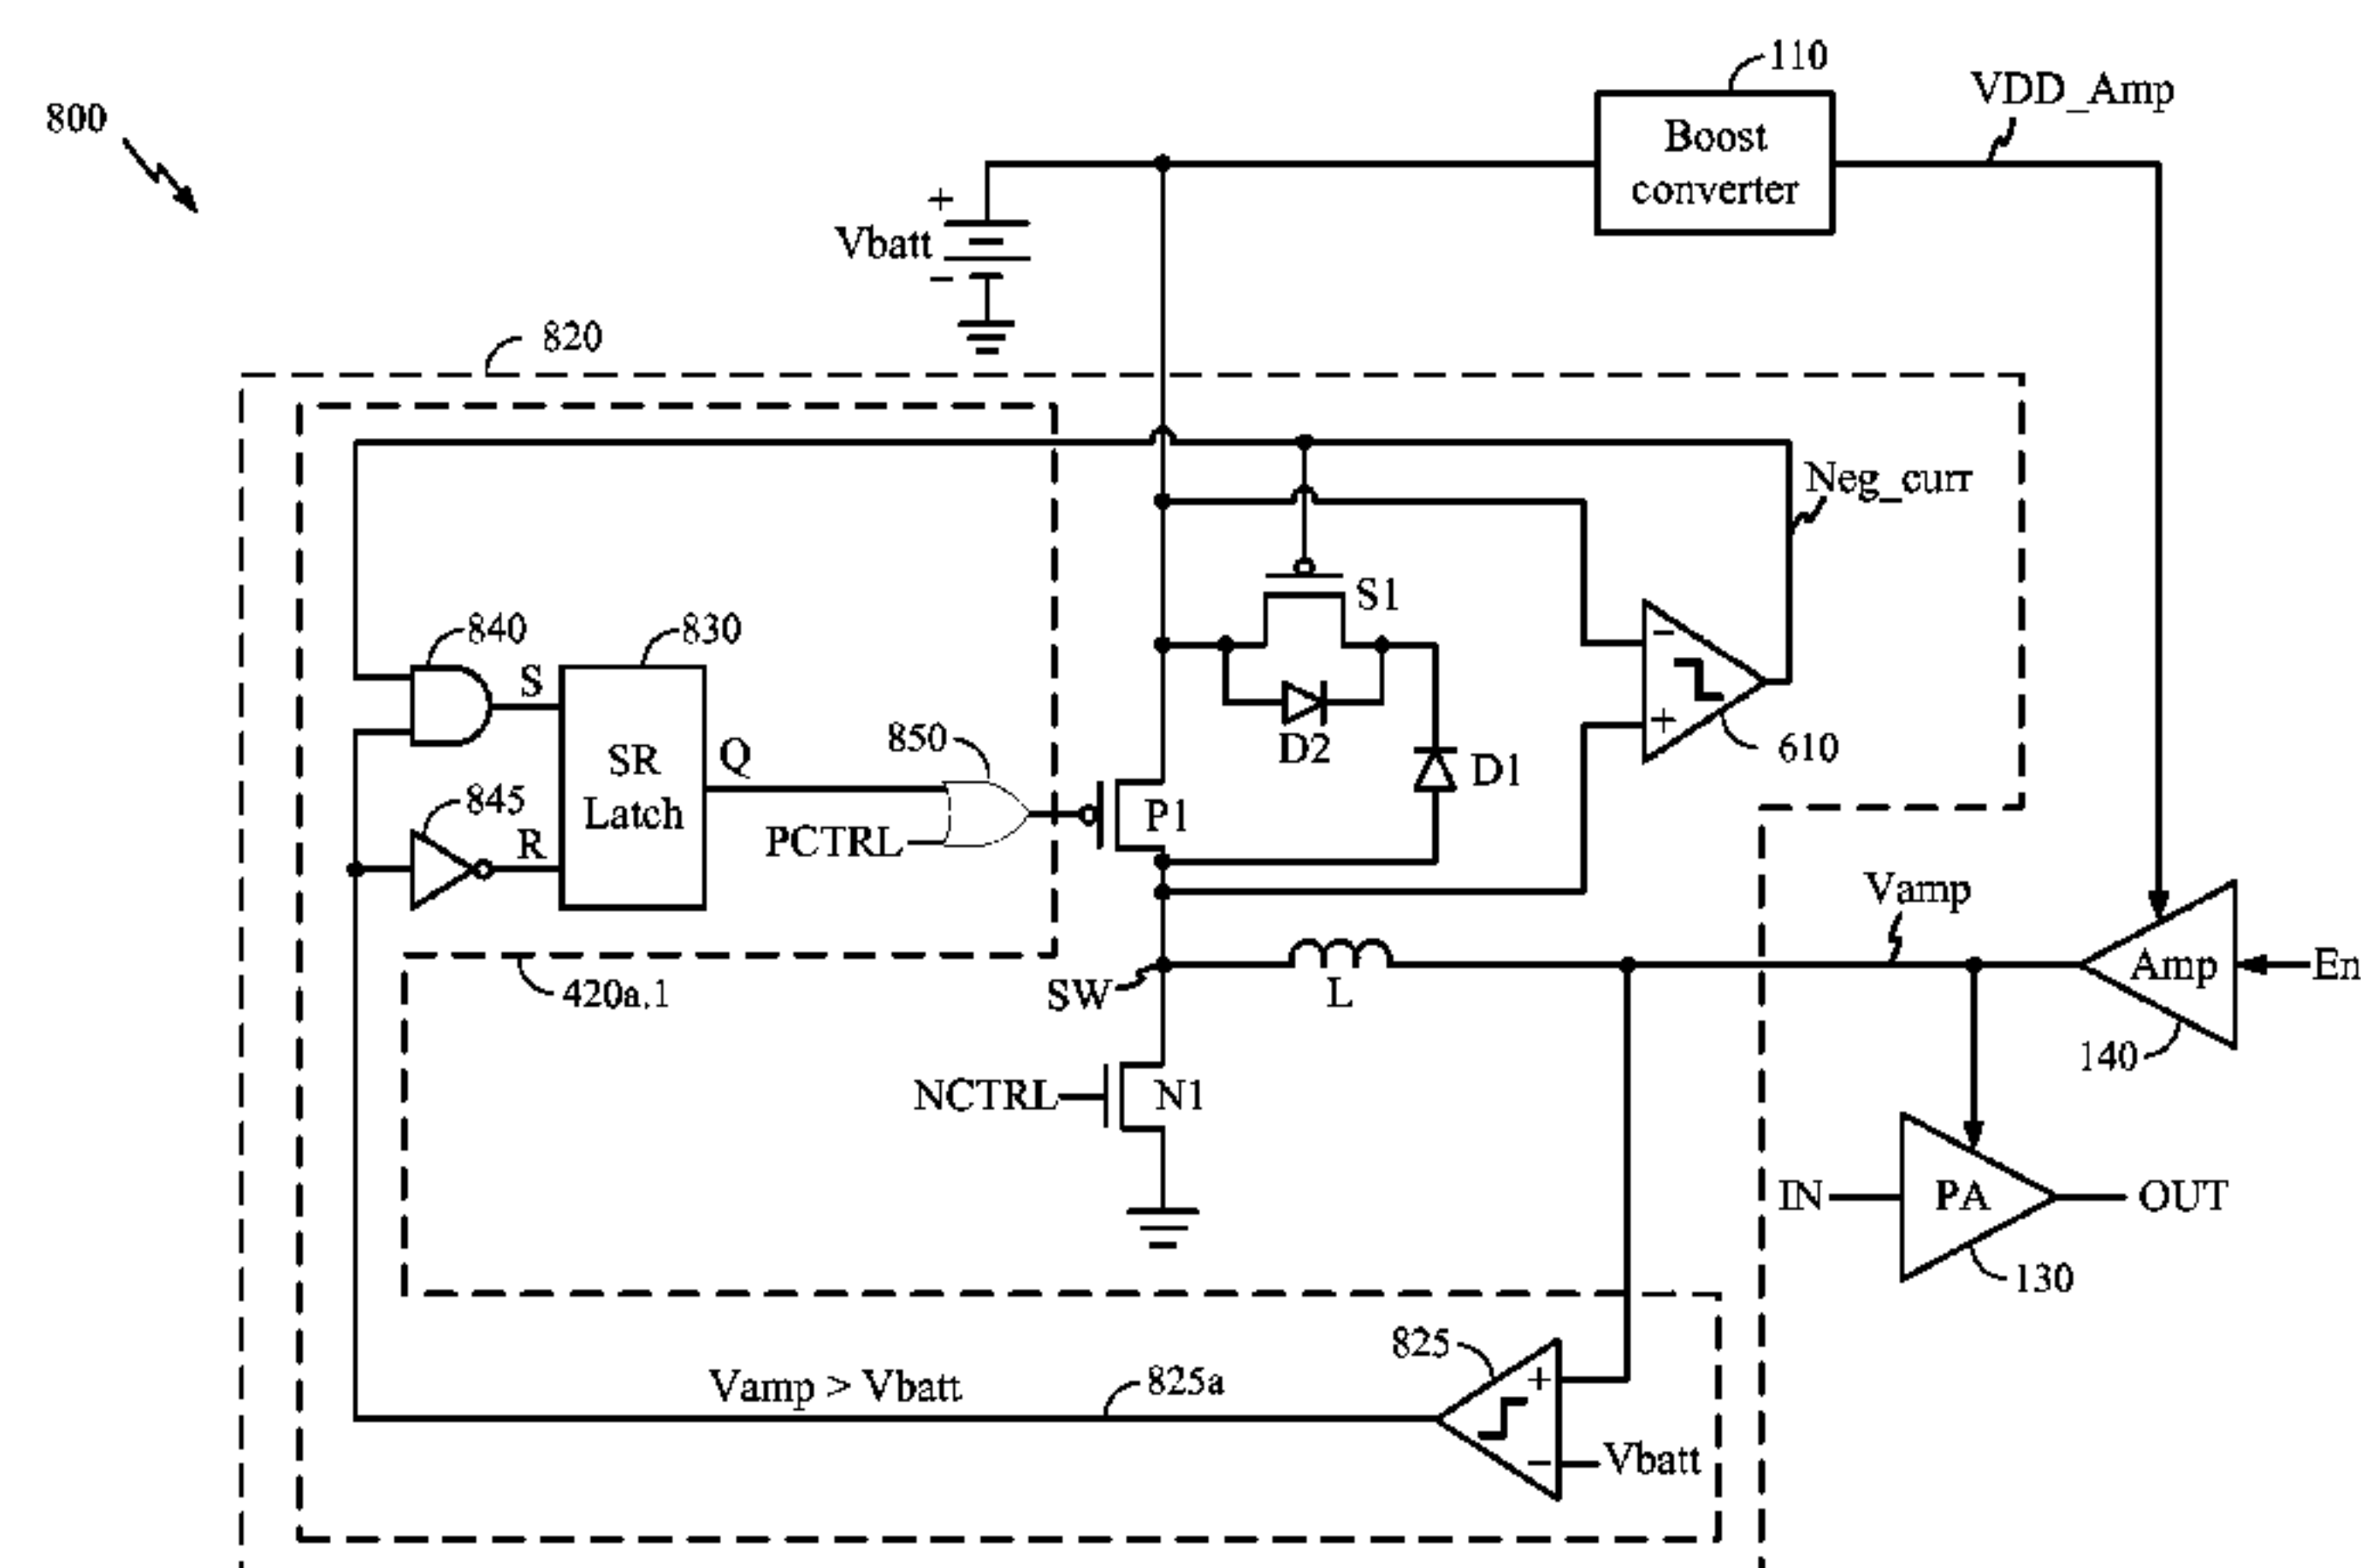 110
VDD_Amp
800
Boost
converter
+
Vbatt
−
820
Neg_curr
S1
840
830
S
−
D2
D1
+
610
850
Q
SR
Latch
845
P1
PCTRL
R
Vamp
Amp
En
SW
L
420a.1
140
NCTRL
N1
IN
PA
OUT
130
825
+
Vamp > Vbatt
825a
−
Vbatt